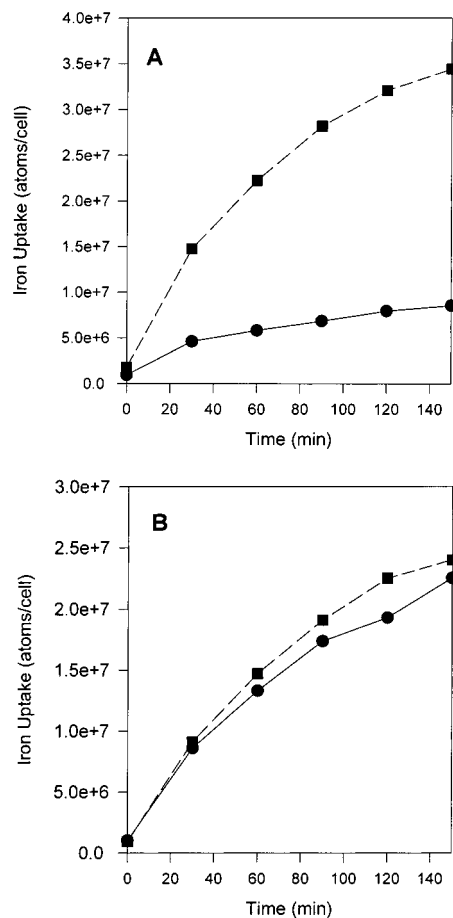 A
Iron Uptake (atoms/cell)
4.0e+7
3.5e+7
3.0e+7
2.5e+7
2.0e+7
1.5e+7
1.0e+7
5.0e+6
0.0
0 20 40 60 80 100 120 140
Time (min)
B
Iron Uptake (atoms/cell)
3.0e+7
2.5e+7
2.0e+7
1.5e+7
1.0e+7
5.0e+6
0.0
0 20 40 60 80 100 120 140
Time (min)